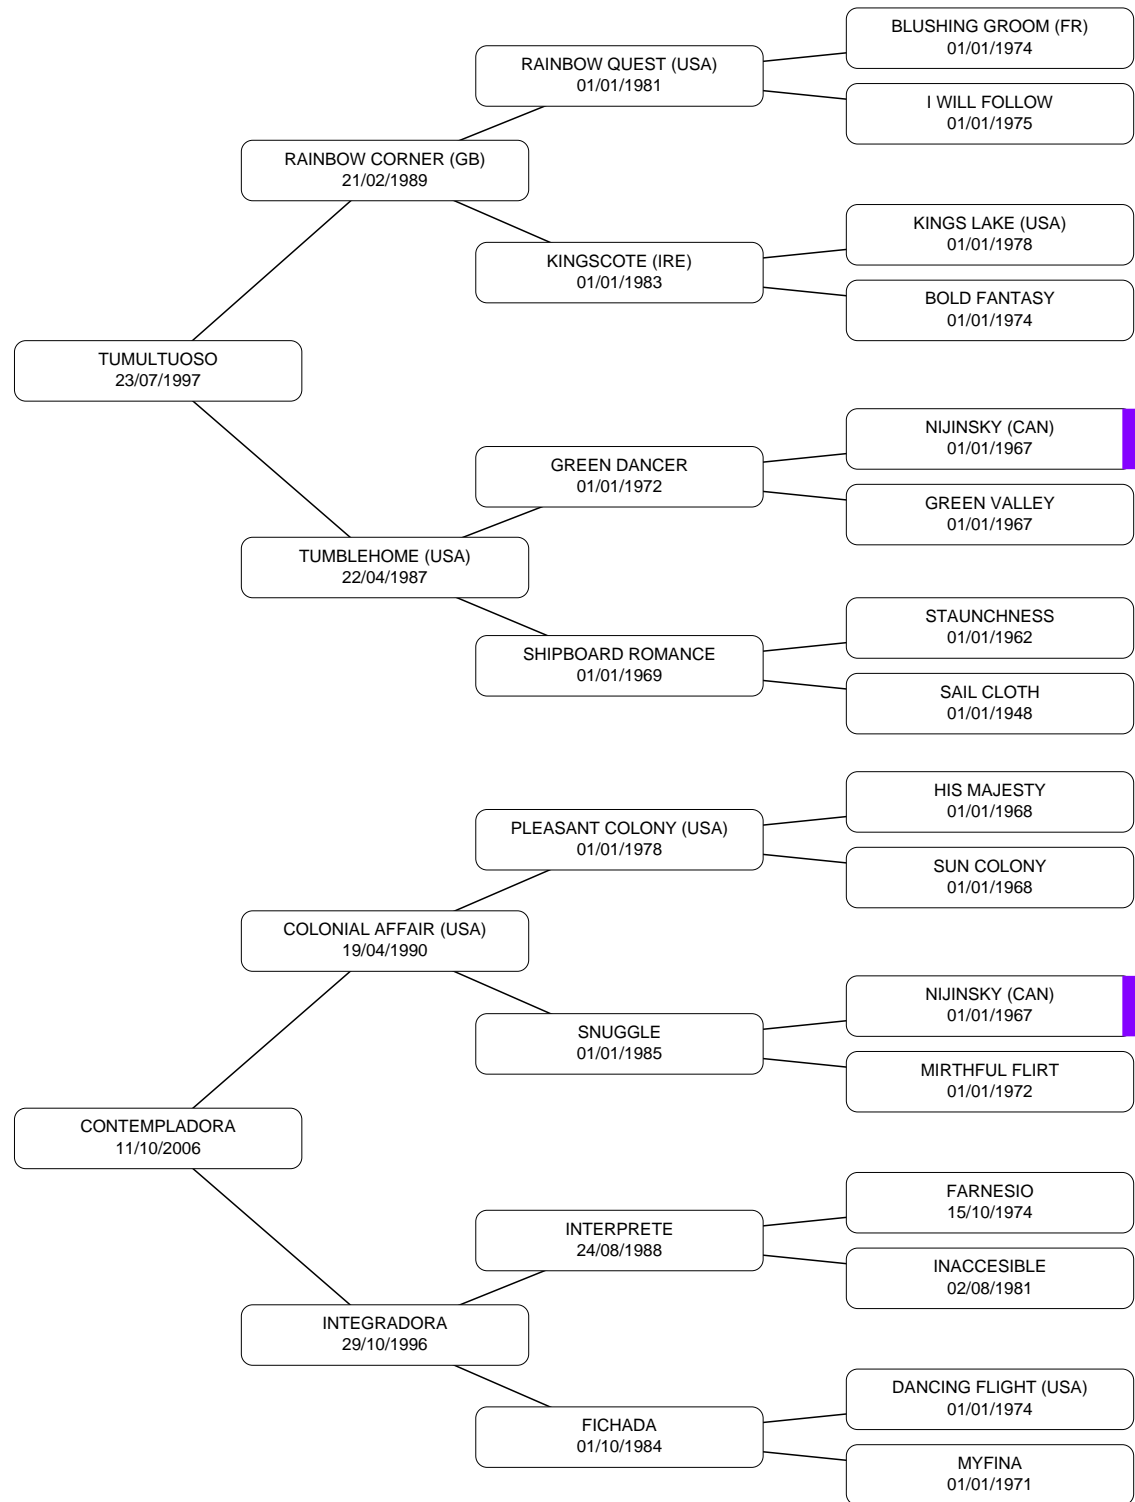 BLUSHING GROOM (FR)
01/01/1974
RAINBOW QUEST (USA)
01/01/1981
I WILL FOLLOW
01/01/1975
RAINBOW CORNER (GB)
21/02/1989
KINGS LAKE (USA)
01/01/1978
KINGSCOTE (IRE)
01/01/1983
BOLD FANTASY
01/01/1974
TUMULTUOSO
23/07/1997
NIJINSKY (CAN)
01/01/1967
GREEN DANCER
01/01/1972
GREEN VALLEY
01/01/1967
TUMBLEHOME (USA)
22/04/1987
STAUNCHNESS
01/01/1962
SHIPBOARD ROMANCE
01/01/1969
SAIL CLOTH
01/01/1948
HIS MAJESTY
01/01/1968
PLEASANT COLONY (USA)
01/01/1978
SUN COLONY
01/01/1968
COLONIAL AFFAIR (USA)
19/04/1990
NIJINSKY (CAN)
01/01/1967
SNUGGLE
01/01/1985
MIRTHFUL FLIRT
01/01/1972
CONTEMPLADORA
11/10/2006
FARNESIO
15/10/1974
INTERPRETE
24/08/1988
INACCESIBLE
02/08/1981
INTEGRADORA
29/10/1996
DANCING FLIGHT (USA)
01/01/1974
FICHADA
01/10/1984
MYFINA
01/01/1971